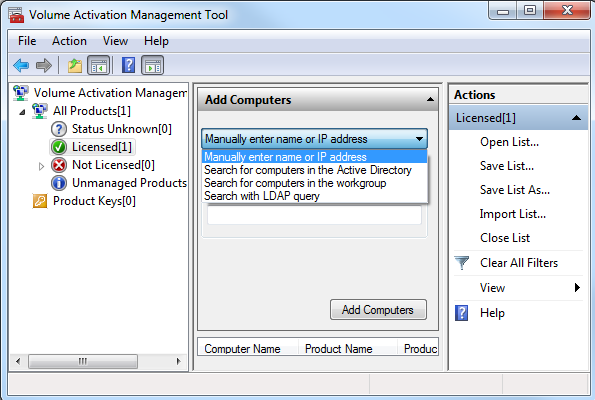 Volume Activation Management Tool
File Action View Help
Volume Activation Managem
All Products[1]
Status Unknown[0]
Licensed[1]
Not Licensed[0]
Unmanaged Products
Product Keys[0]
Add Computers
Manually enter name or IP address
Manually enter name or IP address
Search for computers in the Active Directory
Search for computers in the workgroup
Search with LDAP query
Add Computers
Computer Name Product Name Produc
Actions
Licensed[1]
Open List...
Save List...
Save List As...
Import List...
Close List
Clear All Filters
View
Help